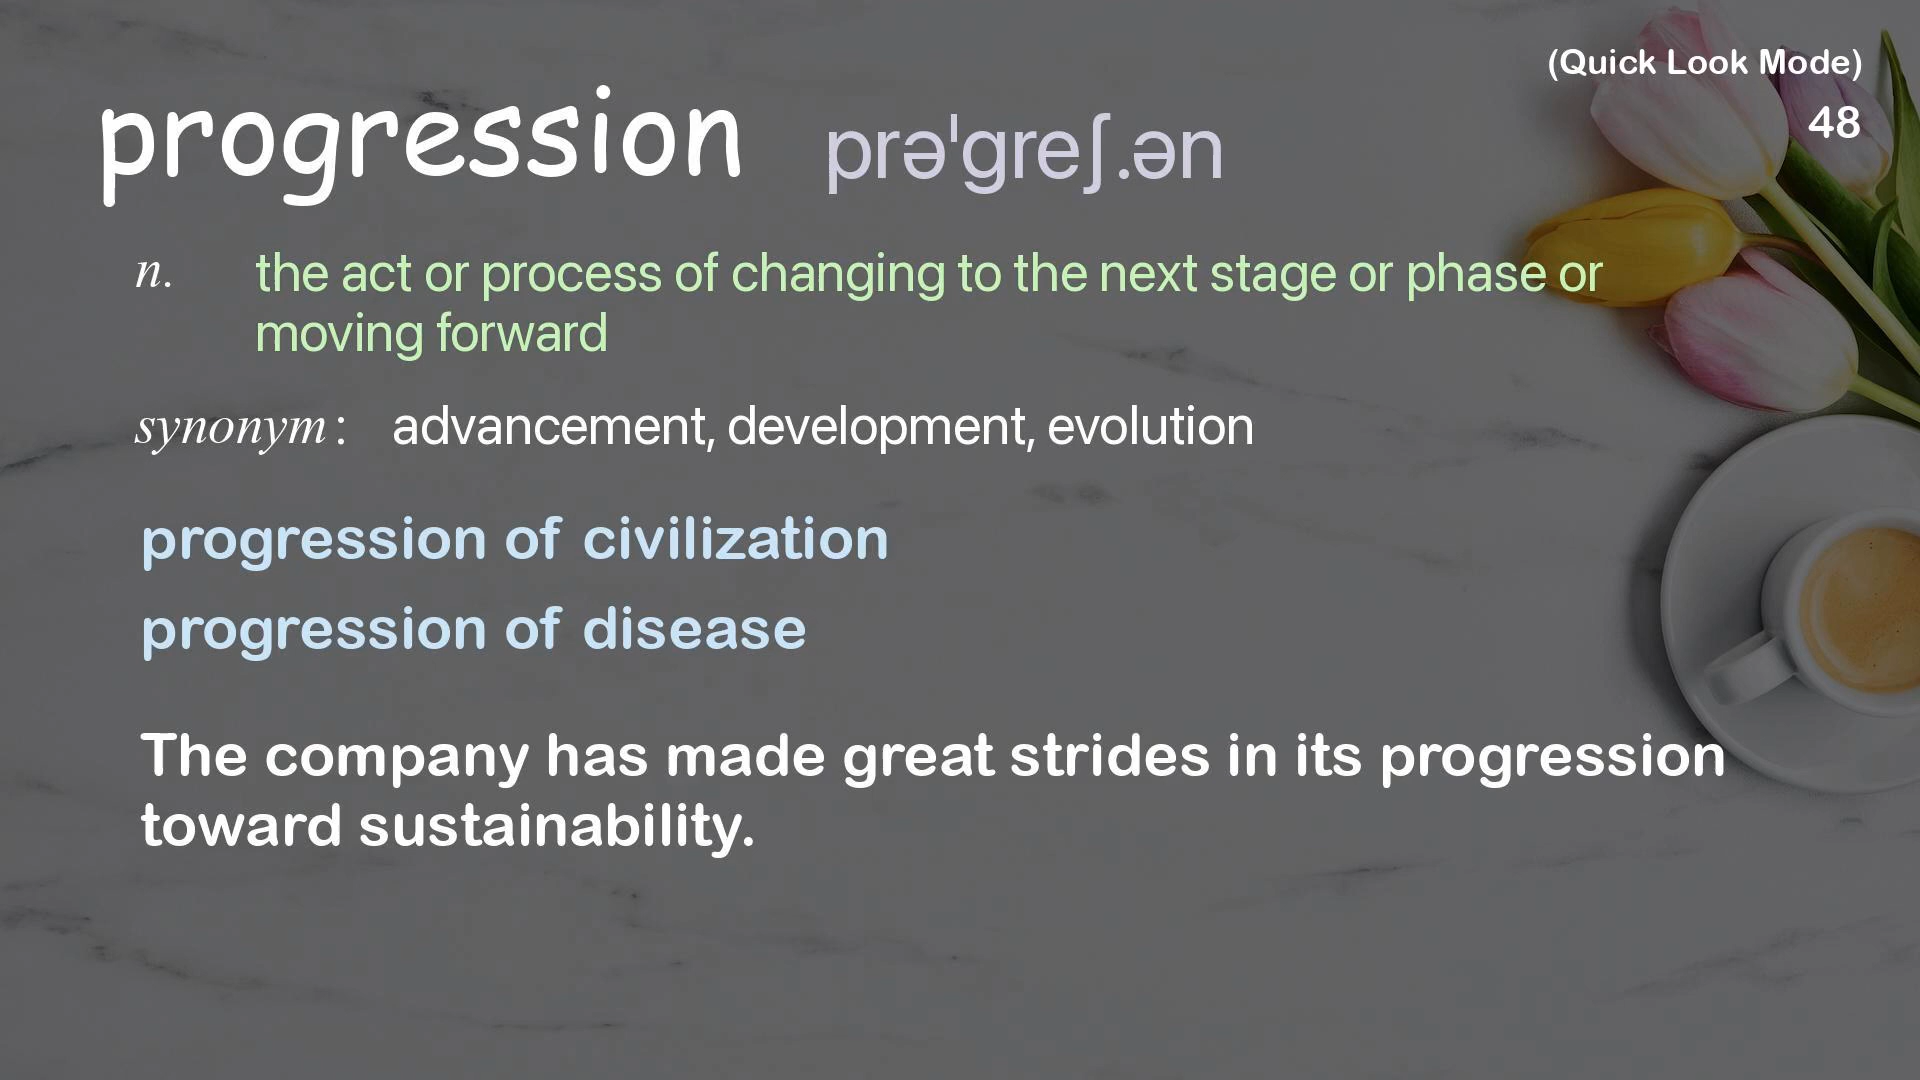 (Quick Look Mode)
48
progression prəˈɡreʃ.ən
n. the act or process of changing to the next stage or phase or
moving forward
synonym : advancement, development, evolution
progression of civilization
progression of disease
The company has made great strides in its progression
toward sustainability.